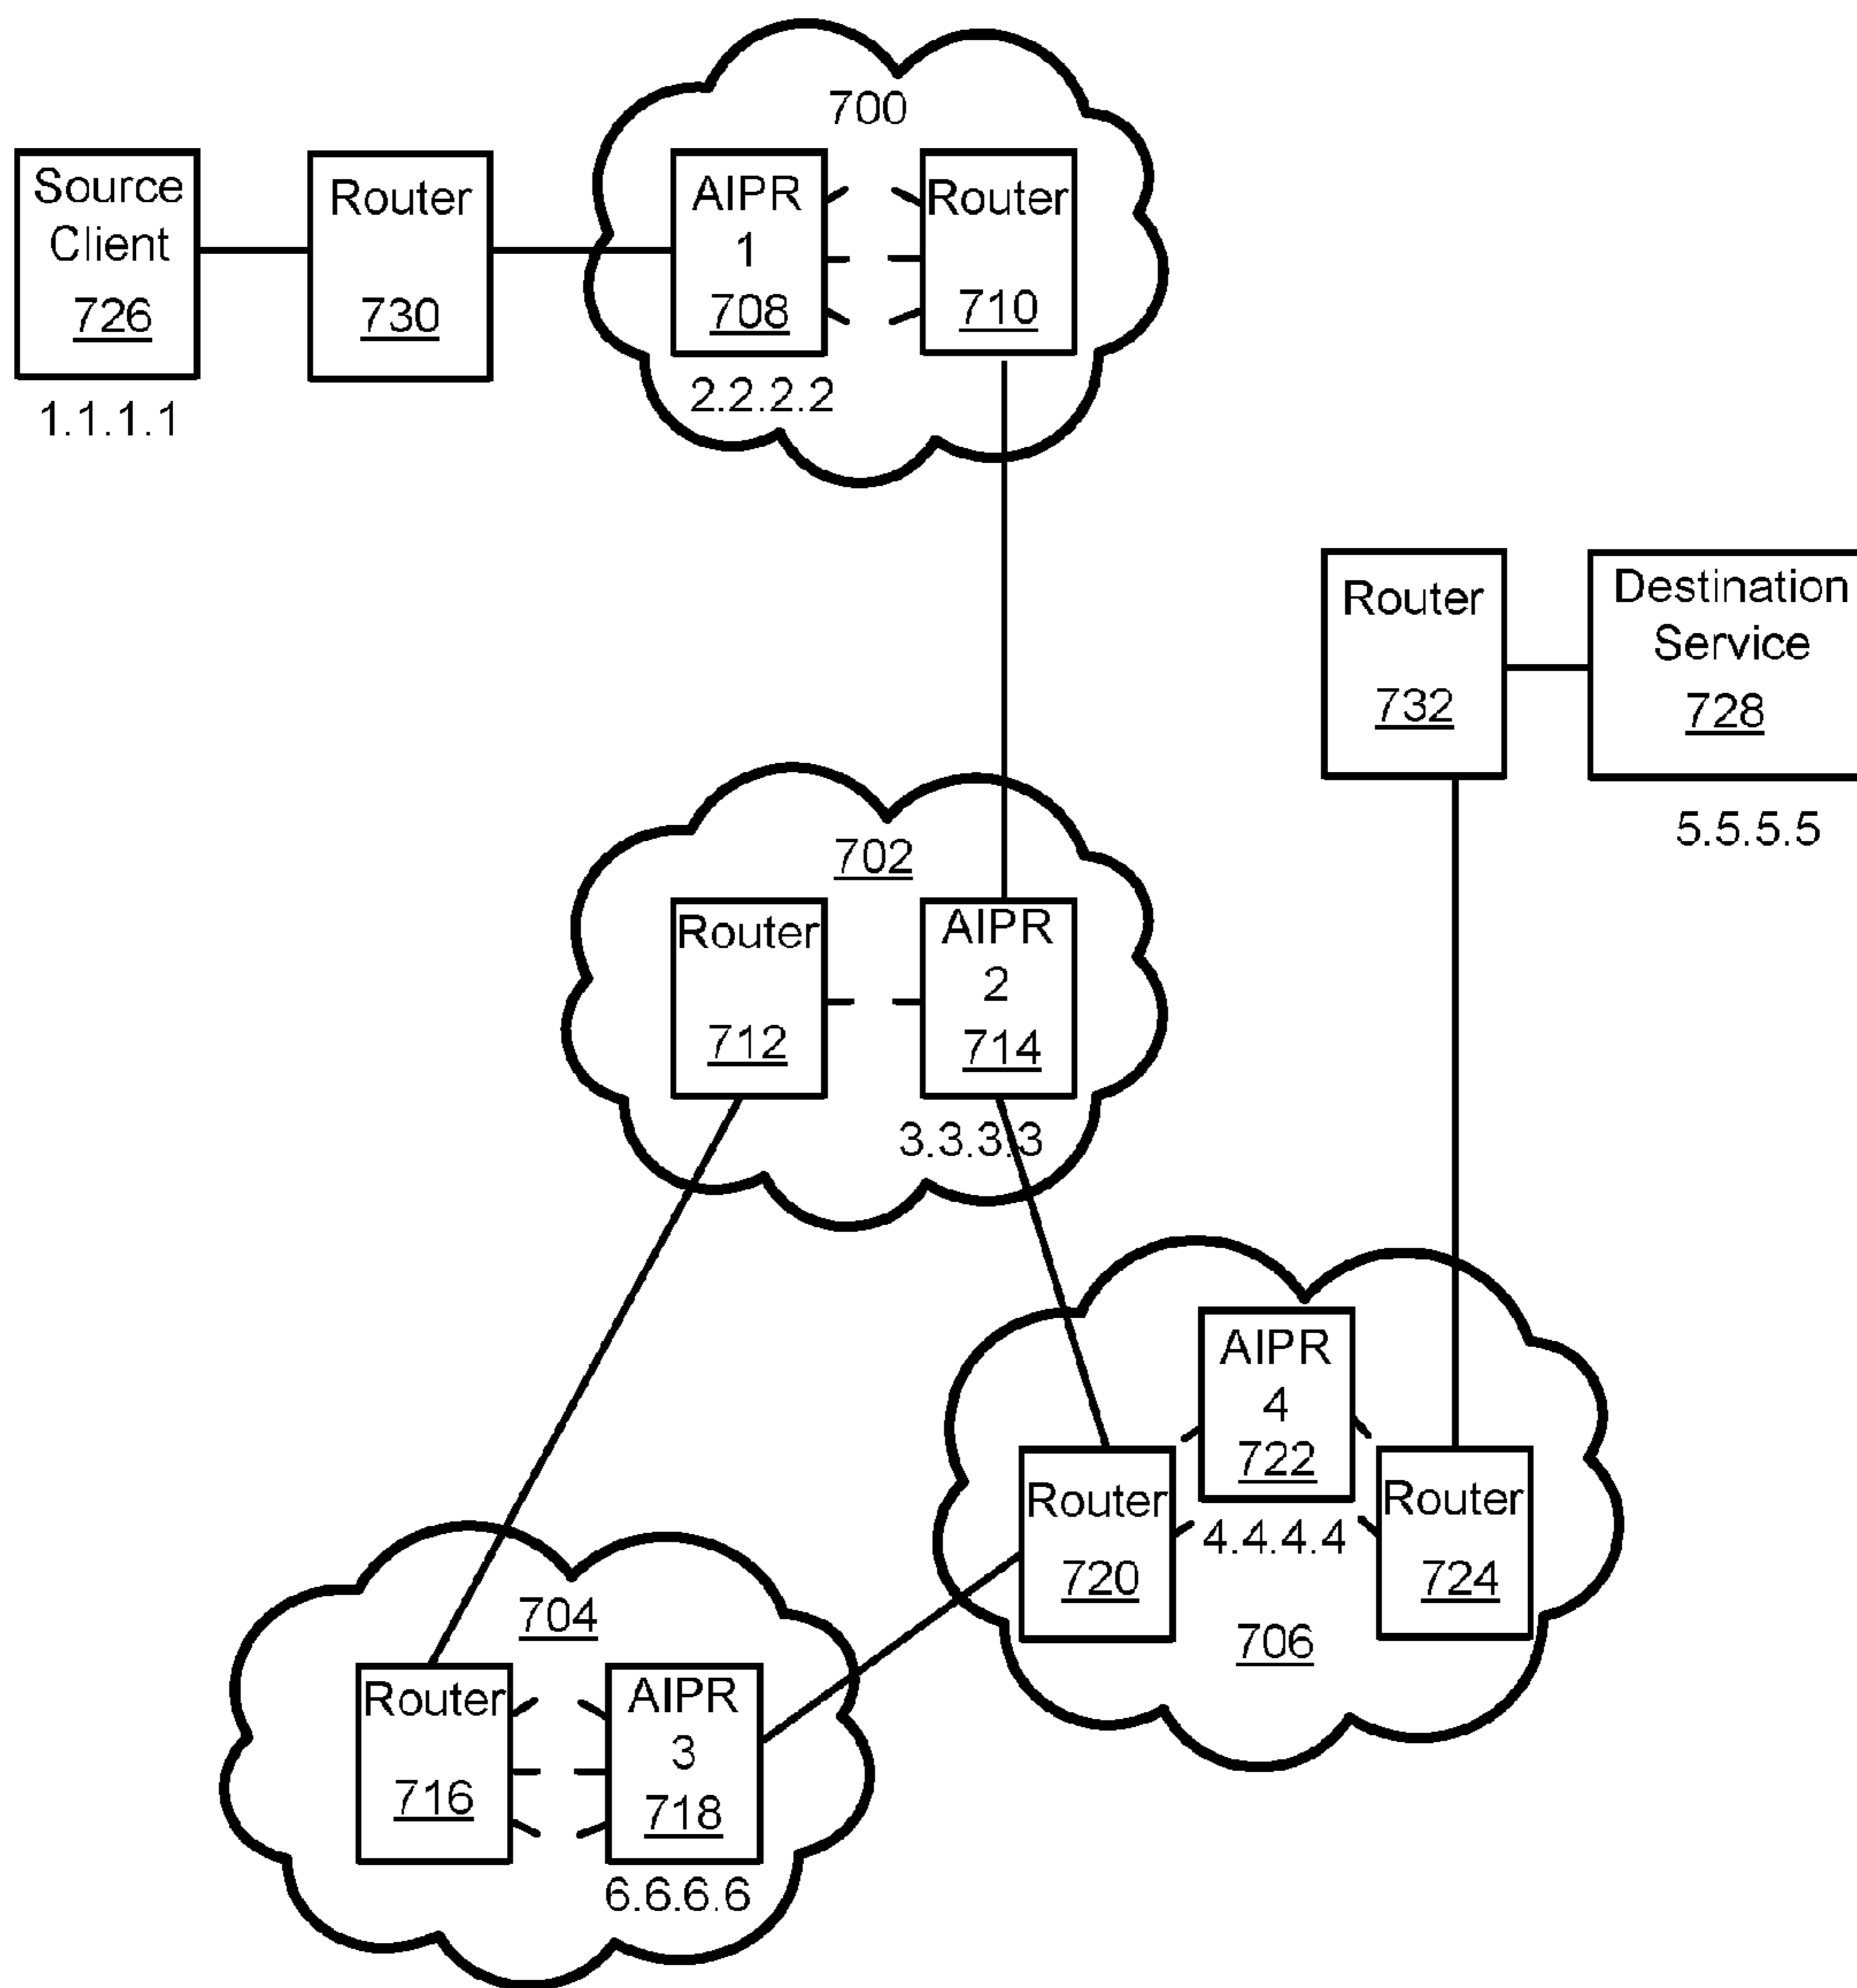 700
Source
Client
726
1.1.1.1
Router
730
AIPR
1
708
2.2.2.2
Router
710
Router
732
Destination
Service
728
5.5.5.5
702
Router
712
AIPR
2
714
3.3.3.3
AIPR
4
722
4.4.4.4
Router
720
Router
724
706
704
Router
716
AIPR
3
718
6.6.6.6